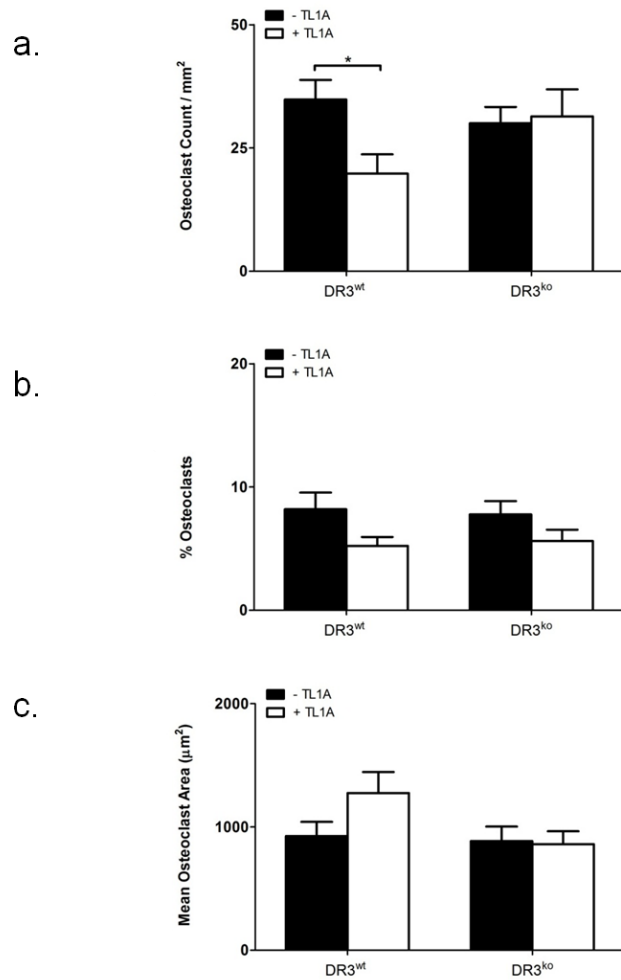 a.
- TL1A
+ TL1A
Osteoclast Count / mm²
50
25
0
*
DR3ʷᵗ
DR3ᵏᵒ
b.
- TL1A
+ TL1A
% Osteoclasts
20
10
0
DR3ʷᵗ
DR3ᵏᵒ
c.
- TL1A
+ TL1A
Mean Osteoclast Area (μm²)
2000
1000
0
DR3ʷᵗ
DR3ᵏᵒ